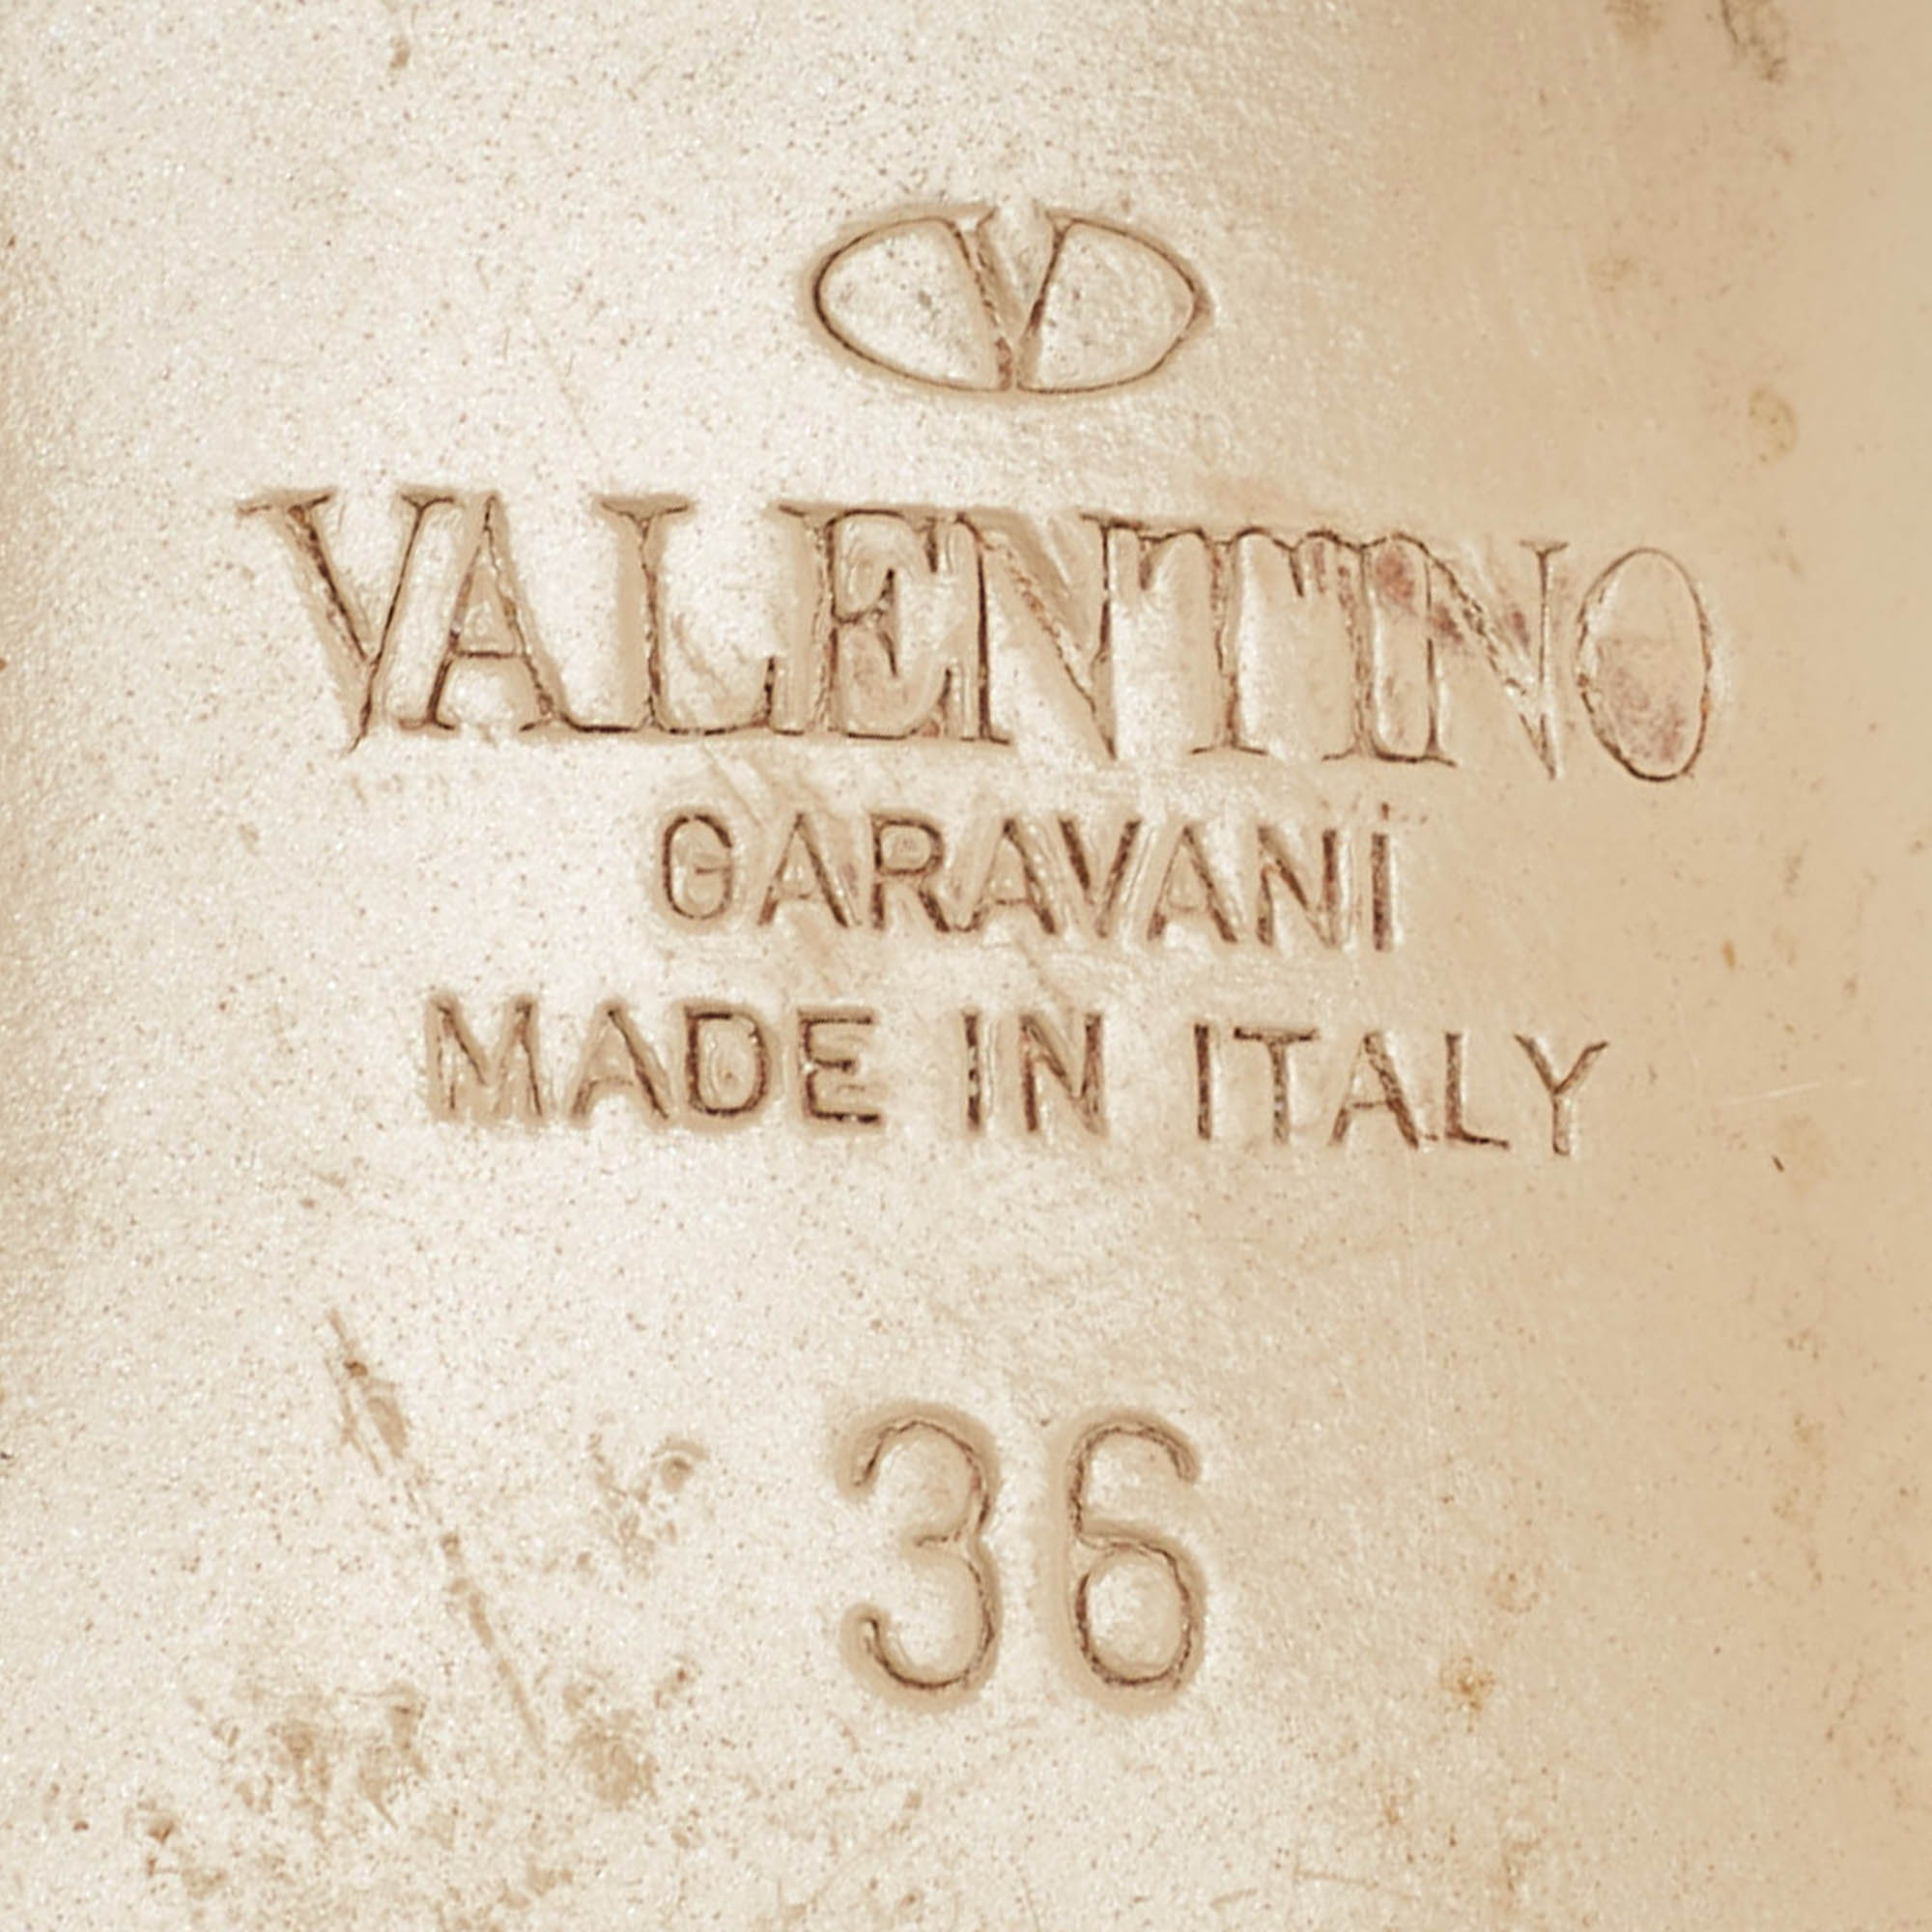 V
VALENTINO
GARAVANI
MADE IN ITALY
36